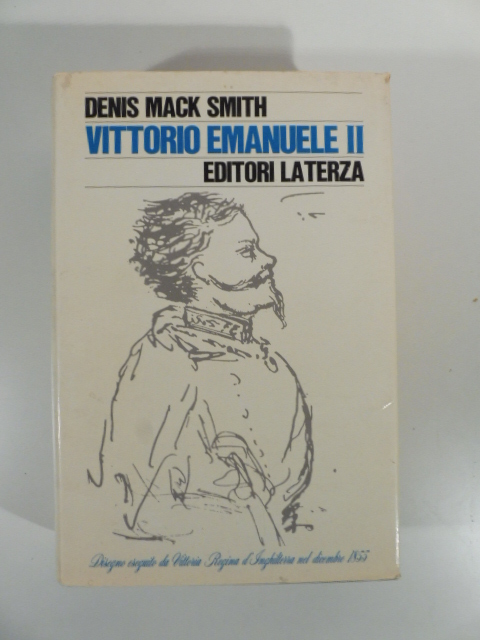 DENIS MACK SMITH
VITTORIO EMANUELE II
EDITORI LATERZA
Disegno eseguito da Vittoria Regina d'Inghilterra nel dicembre 1855